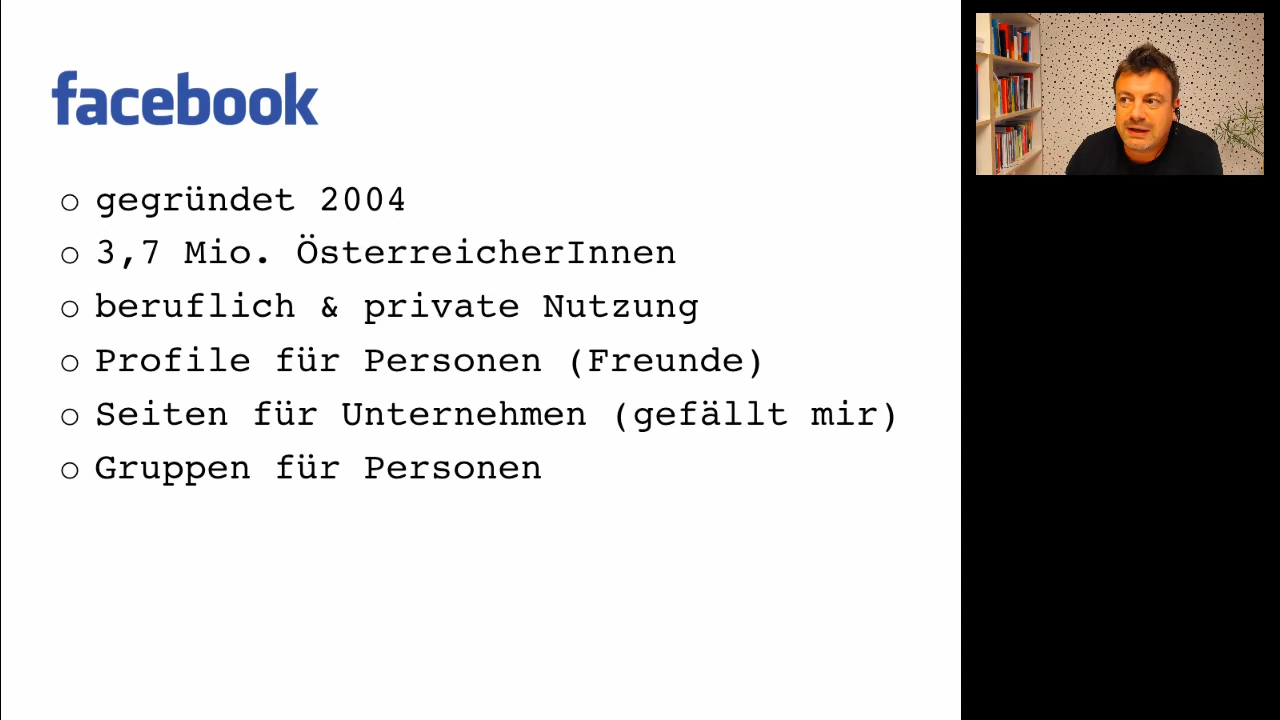 facebook
gegründet 2004
3,7 Mio. ÖsterreicherInnen
beruflich & private Nutzung
Profile für Personen (Freunde)
Seiten für Unternehmen (gefällt mir)
Gruppen für Personen